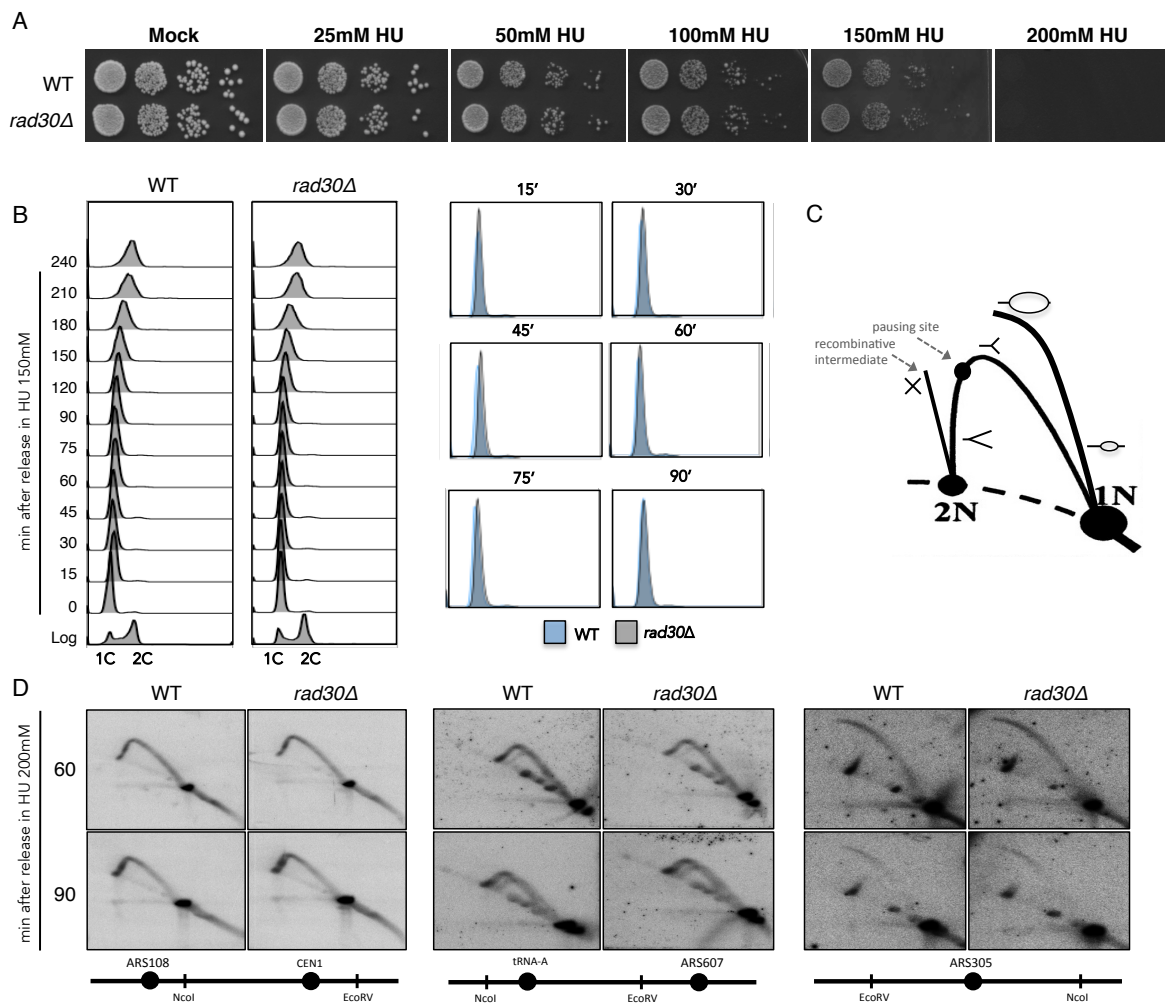 A
Mock 25mM HU 50mM HU 100mM HU 150mM HU 200mM HU
WT
rad30Δ
B
WT rad30Δ
min after release in HU 150mM
240
210
180
150
120
90
75
60
45
30
15
0
Log
1C 2C 1C 2C
15′ 30′
45′ 60′
75′ 90′
WT rad30Δ
C
pausing site
recombinative
intermediate
2N
1N
D
WT rad30Δ WT rad30Δ WT rad30Δ
min after release in HU 200mM
60
90
ARS108 CEN1 tRNA-A ARS607 ARS305
NcoI EcoRV NcoI EcoRV EcoRV NcoI